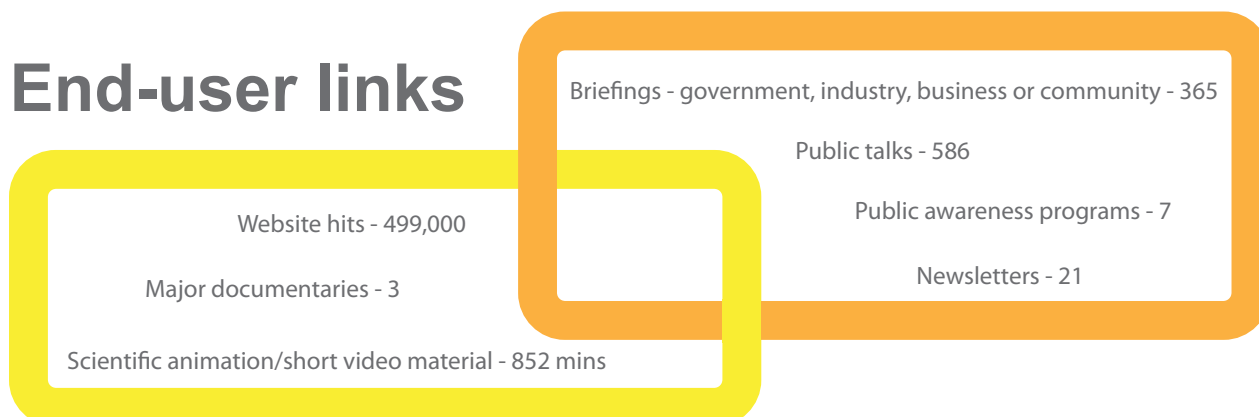 End-user links
Briefings - government, industry, business or community - 365
Public talks - 586
Public awareness programs - 7
Newsletters - 21
Website hits - 499,000
Major documentaries - 3
Scientific animation/short video material - 852 mins